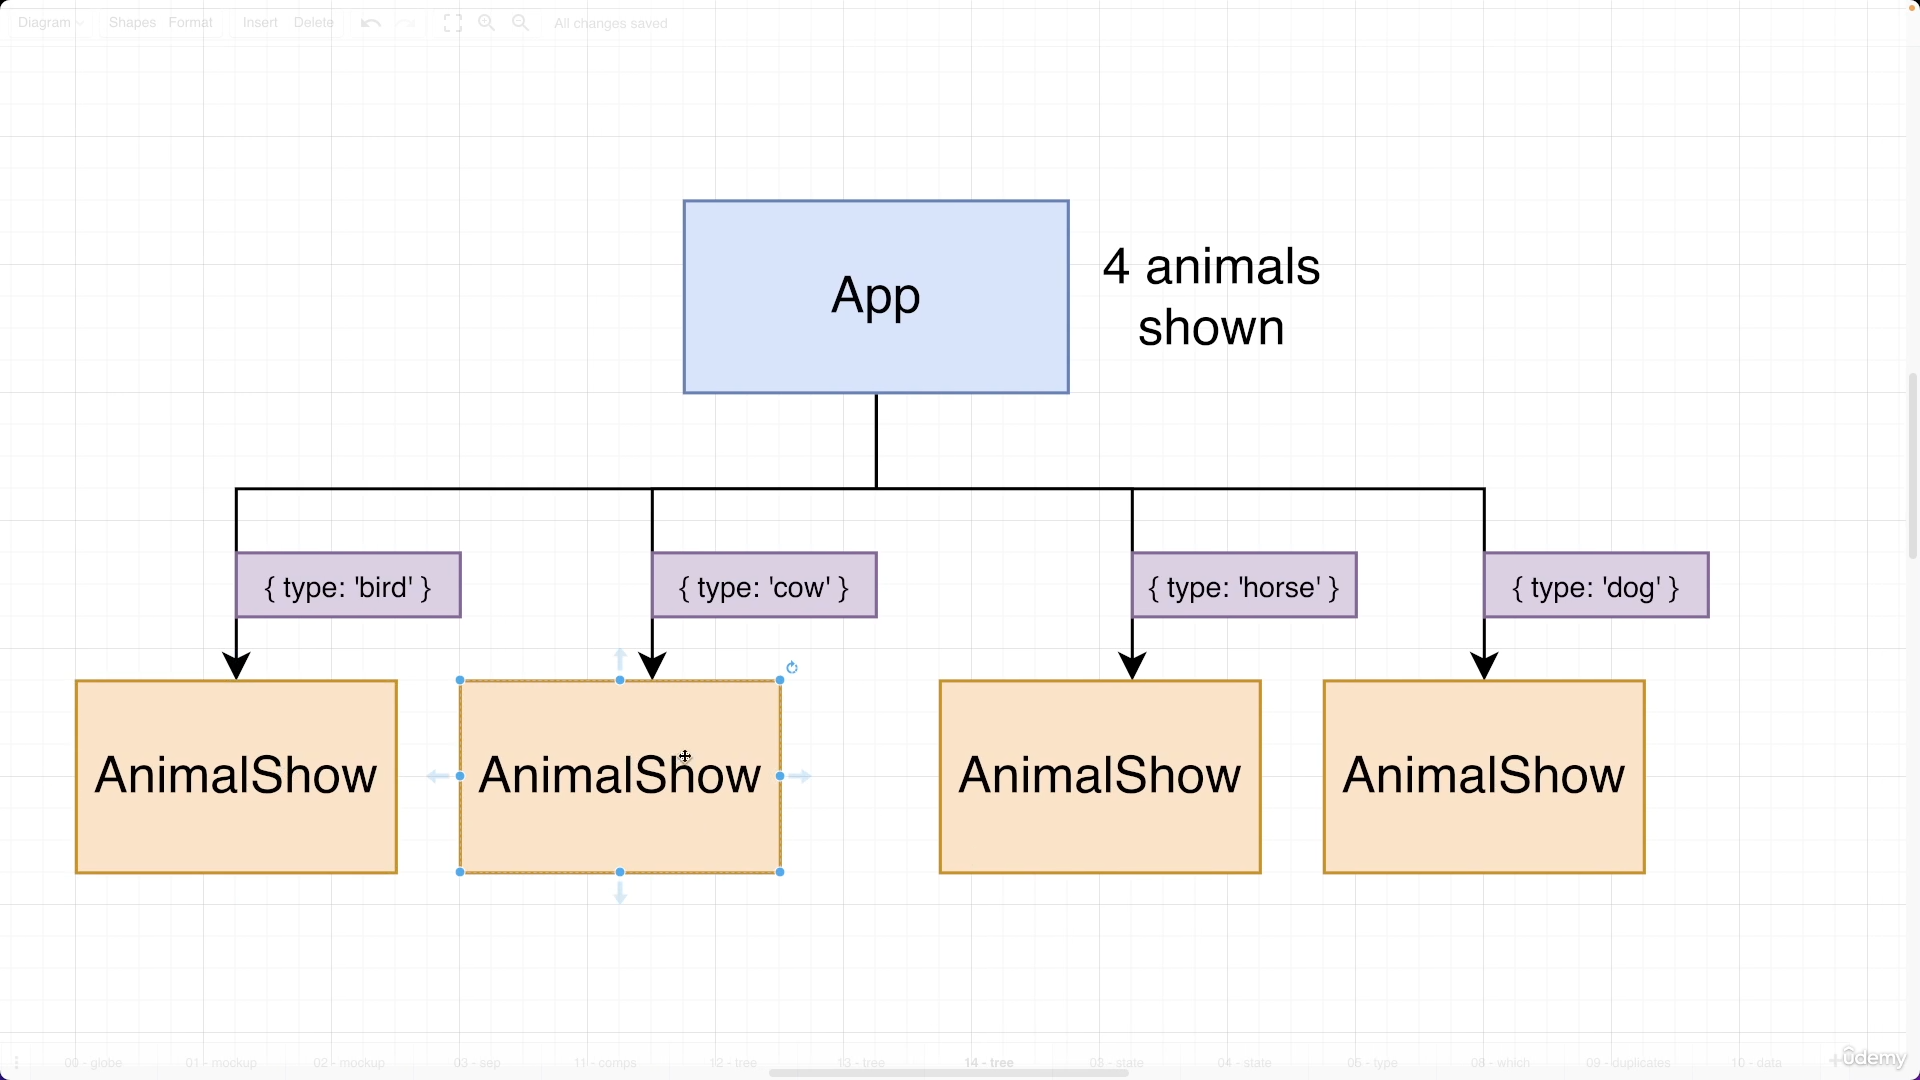 Diagram Shapes Format Insert Delete All changes saved
App
4 animals
shown
{ type: 'bird' }
{ type: 'cow' }
{ type: 'horse' }
{ type: 'dog' }
AnimalShow
AnimalShow
AnimalShow
AnimalShow
00 - globe
01 - mockup
02 - mockup
03 - sep
11 - comps
12 - tree
13 - tree
14 - tree
03 - state
04 - state
05 - type
08 - which
09 - duplicates
10 - data
ûdemy